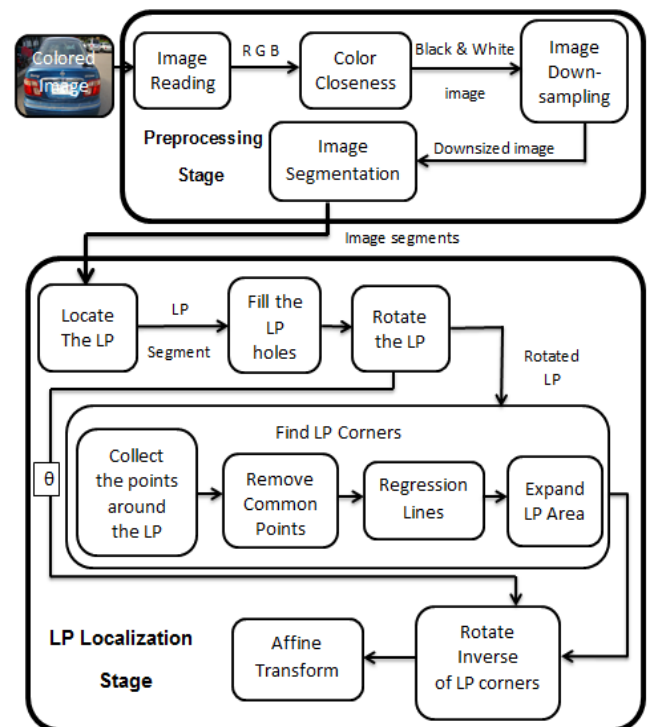 Colored
Image
Image
Reading
R G B
Color
Closeness
Black & White
image
Image
Down-
sampling
Preprocessing
Stage
Image
Segmentation
Downsized image
Image segments
Locate
The LP
LP
Segment
Fill the
LP
holes
Rotate
the LP
Rotated
LP
θ
Find LP Corners
Collect
the points
around
the LP
Remove
Common
Points
Regression
Lines
Expand
LP Area
LP Localization
Stage
Affine
Transform
Rotate
Inverse
of LP corners